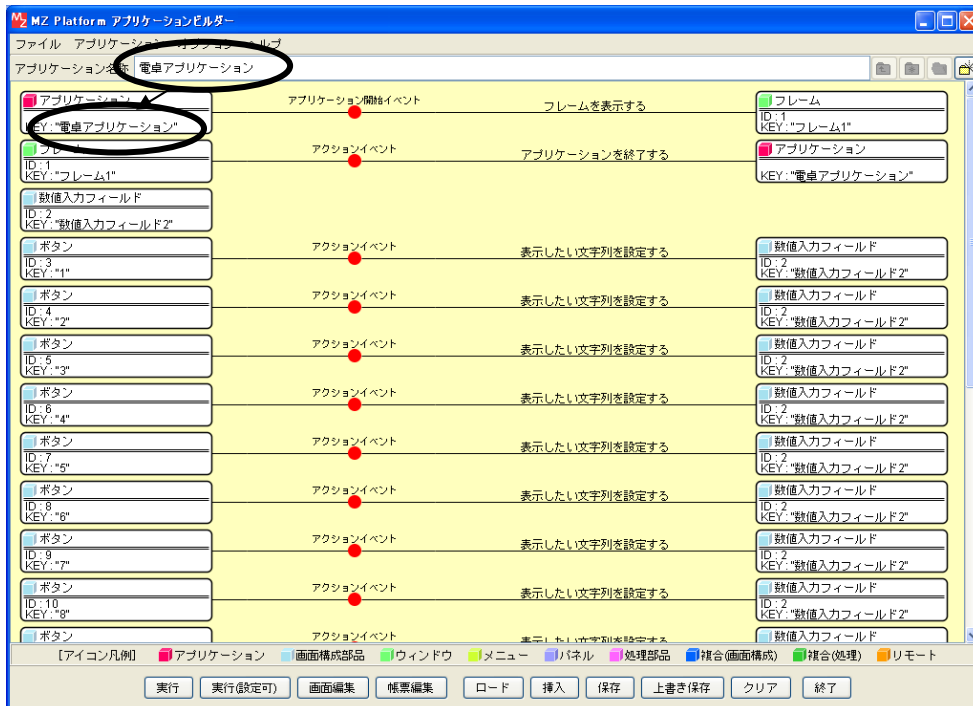 MZ Platform アプリケーションビルダー
ファイル アプリケーション オプション ヘルプ
アプリケーション名称 電卓アプリケーション
アプリケーション アプリケーション開始イベント フレームを表示する フレーム
KEY:"電卓アプリケーション" ID:1
KEY:"フレーム1"
フレーム アクションイベント アプリケーションを終了する アプリケーション
ID:1
KEY:"フレーム1" KEY:"電卓アプリケーション"
数値入力フィールド
ID:2
KEY:"数値入力フィールド2"
ボタン アクションイベント 表示したい文字列を設定する 数値入力フィールド
ID:3 ID:2
KEY:"1" KEY:"数値入力フィールド2"
ボタン アクションイベント 表示したい文字列を設定する 数値入力フィールド
ID:4 ID:2
KEY:"2" KEY:"数値入力フィールド2"
ボタン アクションイベント 表示したい文字列を設定する 数値入力フィールド
ID:5 ID:2
KEY:"3" KEY:"数値入力フィールド2"
ボタン アクションイベント 表示したい文字列を設定する 数値入力フィールド
ID:6 ID:2
KEY:"4" KEY:"数値入力フィールド2"
ボタン アクションイベント 表示したい文字列を設定する 数値入力フィールド
ID:7 ID:2
KEY:"5" KEY:"数値入力フィールド2"
ボタン アクションイベント 表示したい文字列を設定する 数値入力フィールド
ID:8 ID:2
KEY:"6" KEY:"数値入力フィールド2"
ボタン アクションイベント 表示したい文字列を設定する 数値入力フィールド
ID:9 ID:2
KEY:"7" KEY:"数値入力フィールド2"
ボタン アクションイベント 表示したい文字列を設定する 数値入力フィールド
ID:10 ID:2
KEY:"8" KEY:"数値入力フィールド2"
ボタン アクションイベント 表示したい文字列を設定する 数値入力フィールド
[アイコン凡例] アプリケーション 画面構成部品 ウィンドウ メニュー パネル 処理部品 複合(画面構成) 複合(処理) リモート
実行 実行(設定可) 画面編集 帳票編集 ロード 挿入 保存 上書き保存 クリア 終了